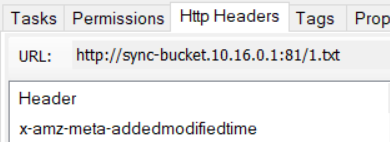 Tasks Permissions Http Headers Tags
URL: http://sync-bucket.10.16.0.1:81/1.txt
Header
x-amz-meta-addedmodifiedtime